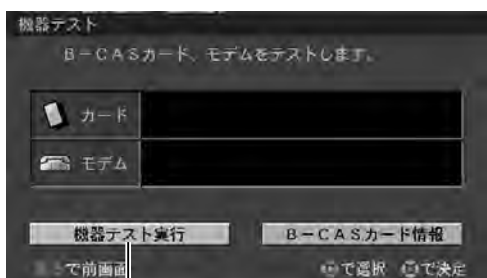 機器テスト
B-CASカード、モデムをテストします。
カード
モデム
機器テスト実行
B-CASカード情報
で前画面
で選択 で決定